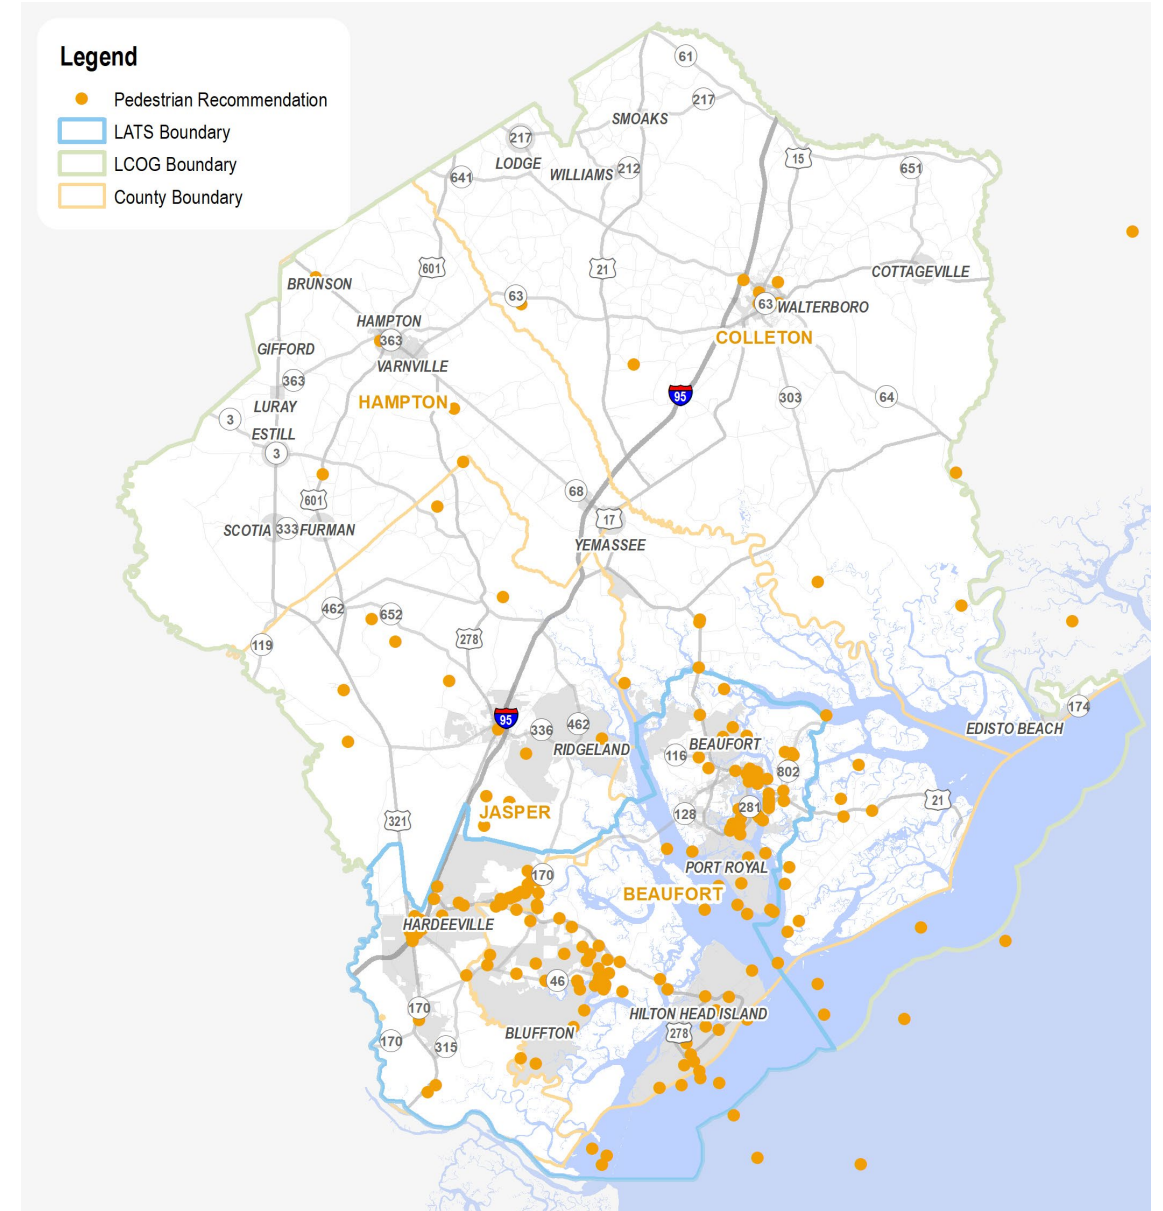 Legend
Pedestrian Recommendation
LATS Boundary
LCOG Boundary
County Boundary
61
217
SMOAKS
217
LODGE
WILLIAMS
212
15
651
641
601
21
COTTAGEVILLE
BRUNSON
63
63
WALTERBORO
HAMPTON
363
COLLETON
GIFFORD
VARNVILLE
363
95
303
64
LURAY
HAMPTON
3
ESTILL
3
68
601
17
SCOTIA
333
FURMAN
YEMASSEE
462
652
119
278
174
95
336
462
EDISTO BEACH
RIDGELAND
BEAUFORT
116
802
21
JASPER
128
281
321
PORT ROYAL
170
BEAUFORT
HARDEEVILLE
46
170
HILTON HEAD ISLAND
BLUFFTON
278
170
315